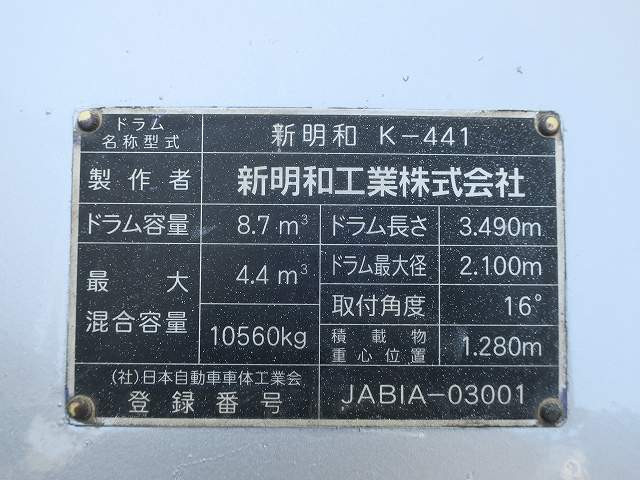 ドラム
名称型式
新明和 K-441
製作者
新明和工業株式会社
ドラム容量
8.7 m³
ドラム長さ
3.490m
最大
混合容量
4.4 m³
10560kg
ドラム最大径
2.100m
取付角度
16°
積載物
重心位置
1.280m
(社)日本自動車車体工業会
登録番号
JABIA-03001